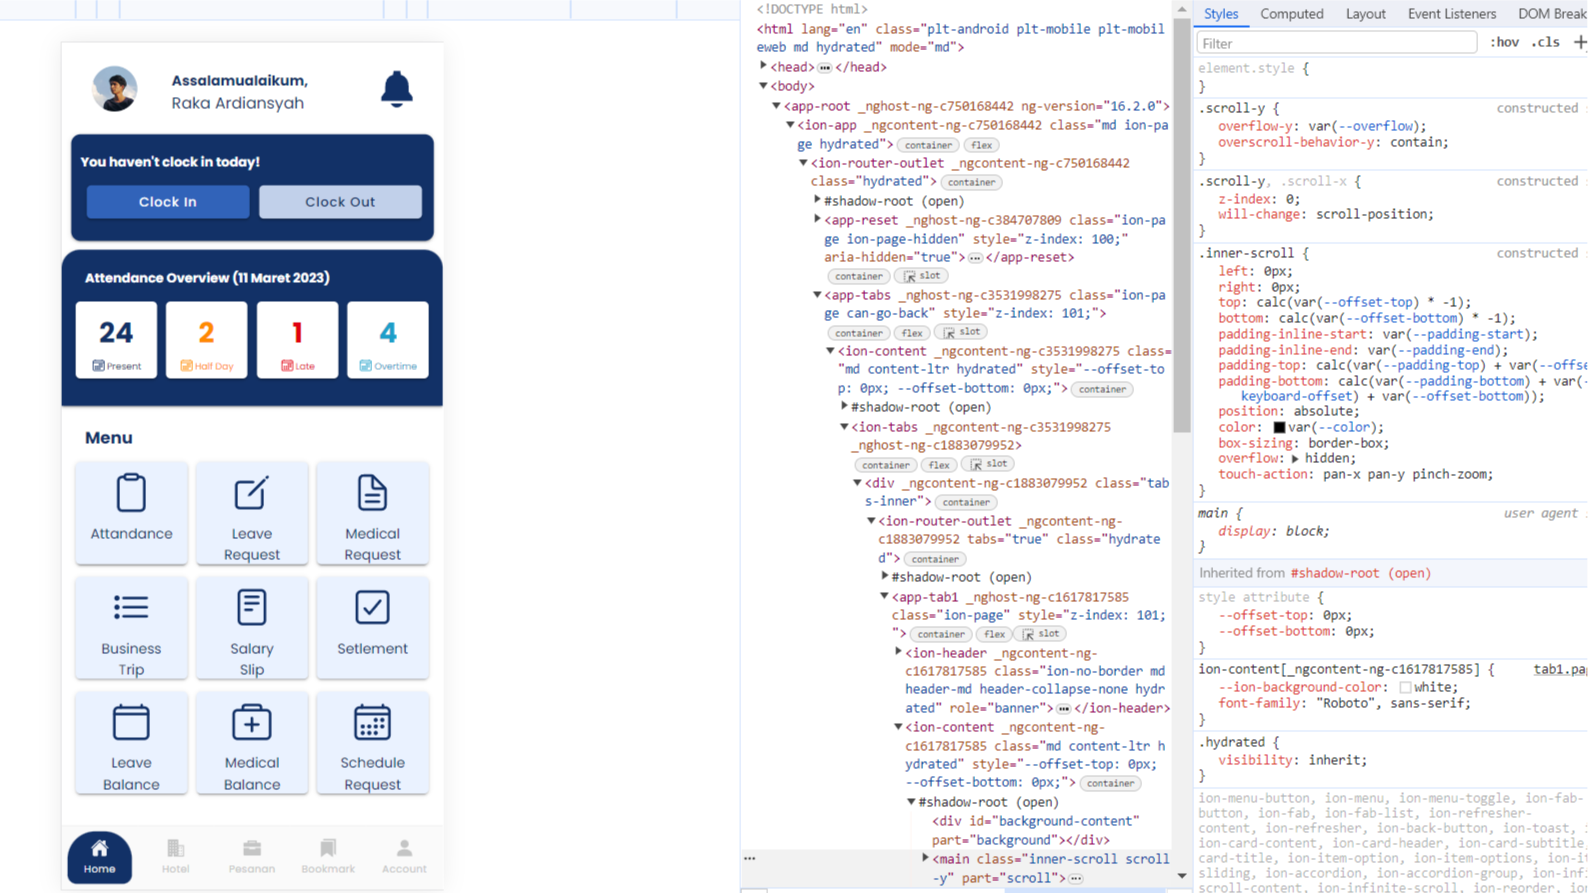 Assalamualaikum,
Raka Ardiansyah
You haven't clock in today!
Clock In
Clock Out
Attendance Overview (11 Maret 2023)
24
Present
2
Half Day
1
Late
4
Overtime
Menu
Attandance
Leave
Request
Medical
Request
Business
Trip
Salary
Slip
Setlement
Leave
Balance
Medical
Balance
Schedule
Request
Home
Hotel
Pesanan
Bookmark
Account
<!DOCTYPE html>
<html lang="en" class="plt-android plt-mobile plt-mobil
eweb md hydrated" mode="md">
<head> ••• </head>
<body>
<app-root _nghost-ng-c750168442 ng-version="16.2.0">
<ion-app _ngcontent-ng-c750168442 class="md ion-pa
ge hydrated"> container flex
<ion-router-outlet _ngcontent-ng-c750168442
class="hydrated"> container
#shadow-root (open)
<app-reset _nghost-ng-c384707809 class="ion-pa
ge ion-page-hidden" style="z-index: 100;"
aria-hidden="true"> ••• </app-reset>
container slot
<app-tabs _nghost-ng-c3531998275 class="ion-pa
ge can-go-back" style="z-index: 101;">
container flex slot
<ion-content _ngcontent-ng-c3531998275 class=
"md content-ltr hydrated" style="--offset-to
p: 0px; --offset-bottom: 0px;"> container
#shadow-root (open)
<ion-tabs _ngcontent-ng-c3531998275
_nghost-ng-c1883079952>
container flex slot
<div _ngcontent-ng-c1883079952 class="tab
s-inner"> container
<ion-router-outlet _ngcontent-ng-
c1883079952 tabs="true" class="hydrate
d"> container
#shadow-root (open)
<app-tab1 _nghost-ng-c1617817585
class="ion-page" style="z-index: 101;
"> container flex slot
<ion-header _ngcontent-ng-
c1617817585 class="ion-no-border md
header-md header-collapse-none hydr
ated" role="banner"> ••• </ion-header>
<ion-content _ngcontent-ng-
c1617817585 class="md content-ltr h
ydrated" style="--offset-top: 0px;
--offset-bottom: 0px;"> container
#shadow-root (open)
<div id="background-content"
part="background"></div>
••• <main class="inner-scroll scroll
-y" part="scroll"> •••
Styles Computed Layout Event Listeners DOM Break
Filter :hov .cls +
element.style {
}
.scroll-y { constructed
overflow-y: var(--overflow);
overscroll-behavior-y: contain;
}
.scroll-y, .scroll-x { constructed
z-index: 0;
will-change: scroll-position;
}
.inner-scroll { constructed
left: 0px;
right: 0px;
top: calc(var(--offset-top) * -1);
bottom: calc(var(--offset-bottom) * -1);
padding-inline-start: var(--padding-start);
padding-inline-end: var(--padding-end);
padding-top: calc(var(--padding-top) + var(--offs
padding-bottom: calc(var(--padding-bottom) + var(-
keyboard-offset) + var(--offset-bottom));
position: absolute;
color: var(--color);
box-sizing: border-box;
overflow: hidden;
touch-action: pan-x pan-y pinch-zoom;
}
main { user agent
display: block;
}
Inherited from #shadow-root (open)
style attribute {
--offset-top: 0px;
--offset-bottom: 0px;
}
ion-content[_ngcontent-ng-c1617817585] { tab1.pa
--ion-background-color: white;
font-family: "Roboto", sans-serif;
}
.hydrated {
visibility: inherit;
}
ion-menu-button, ion-menu, ion-menu-toggle, ion-fab-
button, ion-fab, ion-fab-list, ion-refresher-
content, ion-refresher, ion-back-button, ion-toast, i
card-content, ion-card-header, ion-card-subtitle,
card-title, ion-item-option, ion-item-options, i
sliding, ion-accordion, ion-accordion-group, ion-inf
scroll-content, ion-infinite-scroll, ion-reorder, i